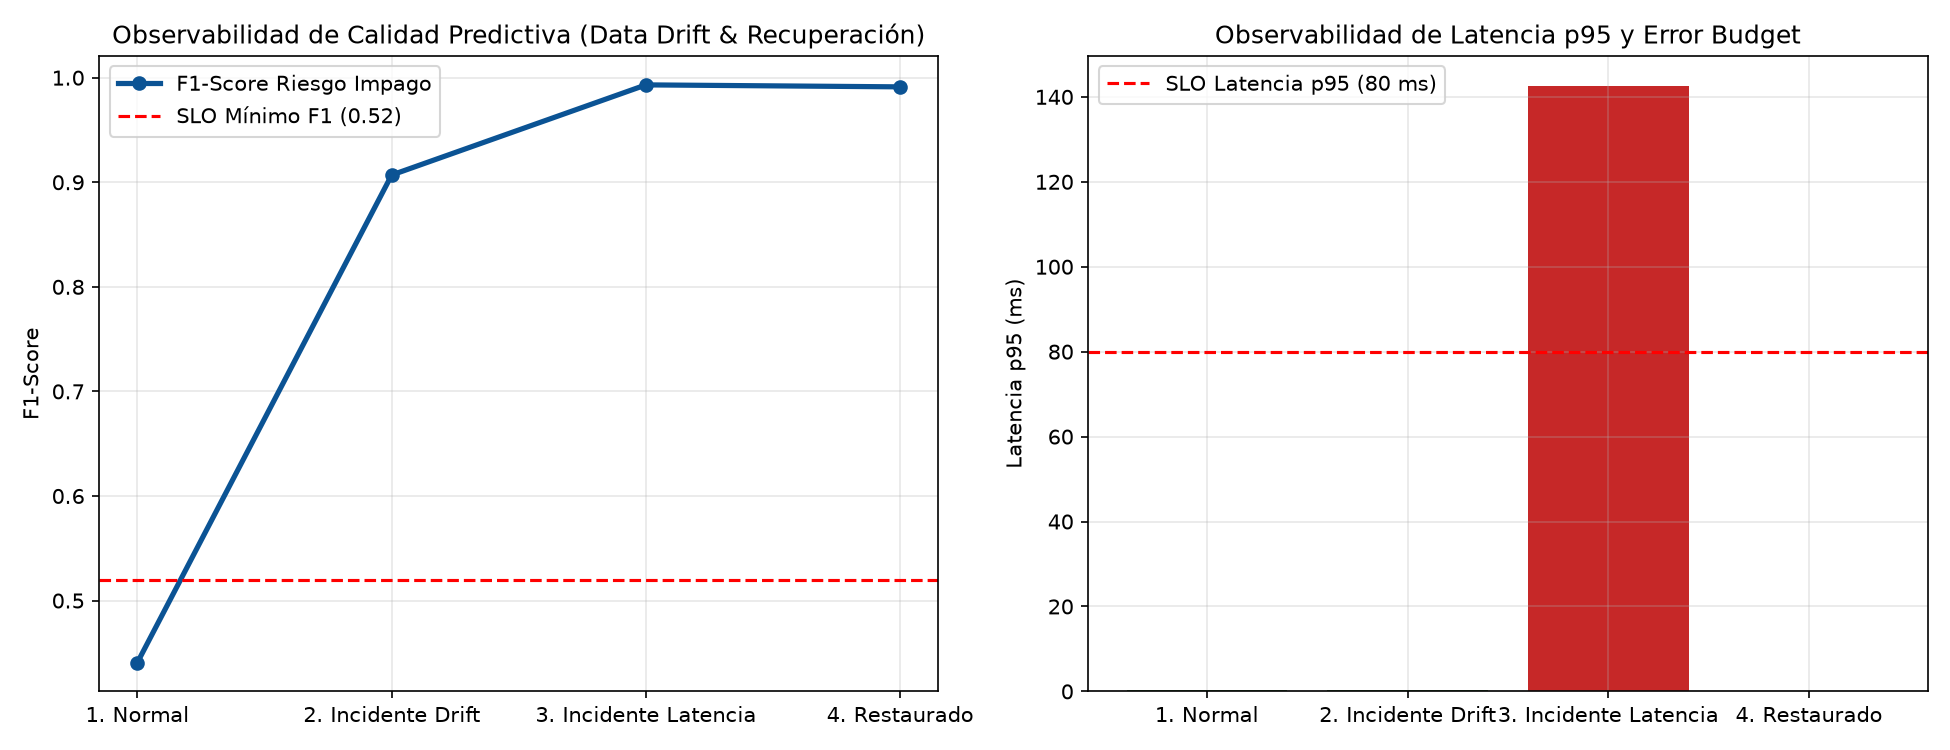 Observabilidad de Calidad Predictiva (Data Drift & Recuperación)
F1-Score Riesgo Impago
SLO Mínimo F1 (0.52)
1.0
0.9
0.8
0.7
0.6
0.5
F1-Score
1. Normal
2. Incidente Drift
3. Incidente Latencia
4. Restaurado
Observabilidad de Latencia p95 y Error Budget
SLO Latencia p95 (80 ms)
140
120
100
80
60
40
20
0
Latencia p95 (ms)
1. Normal
2. Incidente Drift
3. Incidente Latencia
4. Restaurado